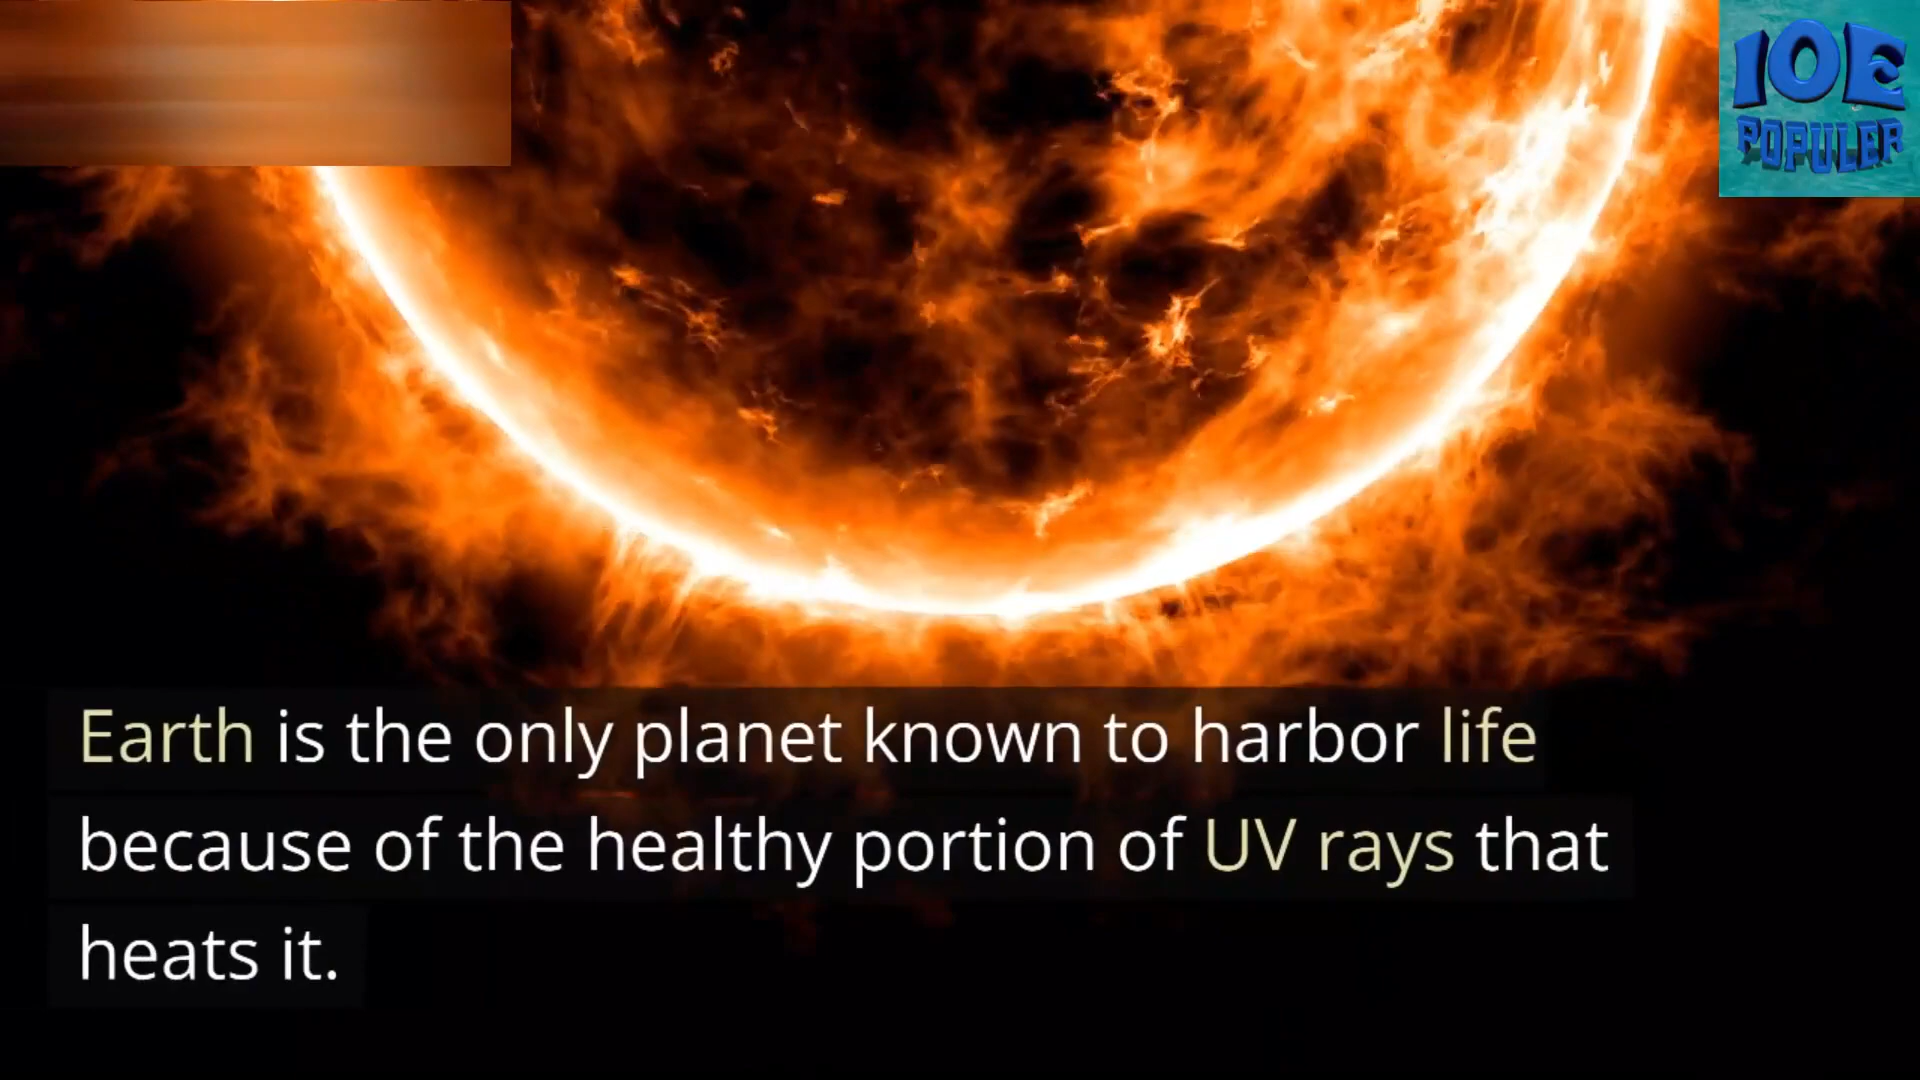 IOE
POPULER
Earth is the only planet known to harbor life
because of the healthy portion of UV rays that
heats it.